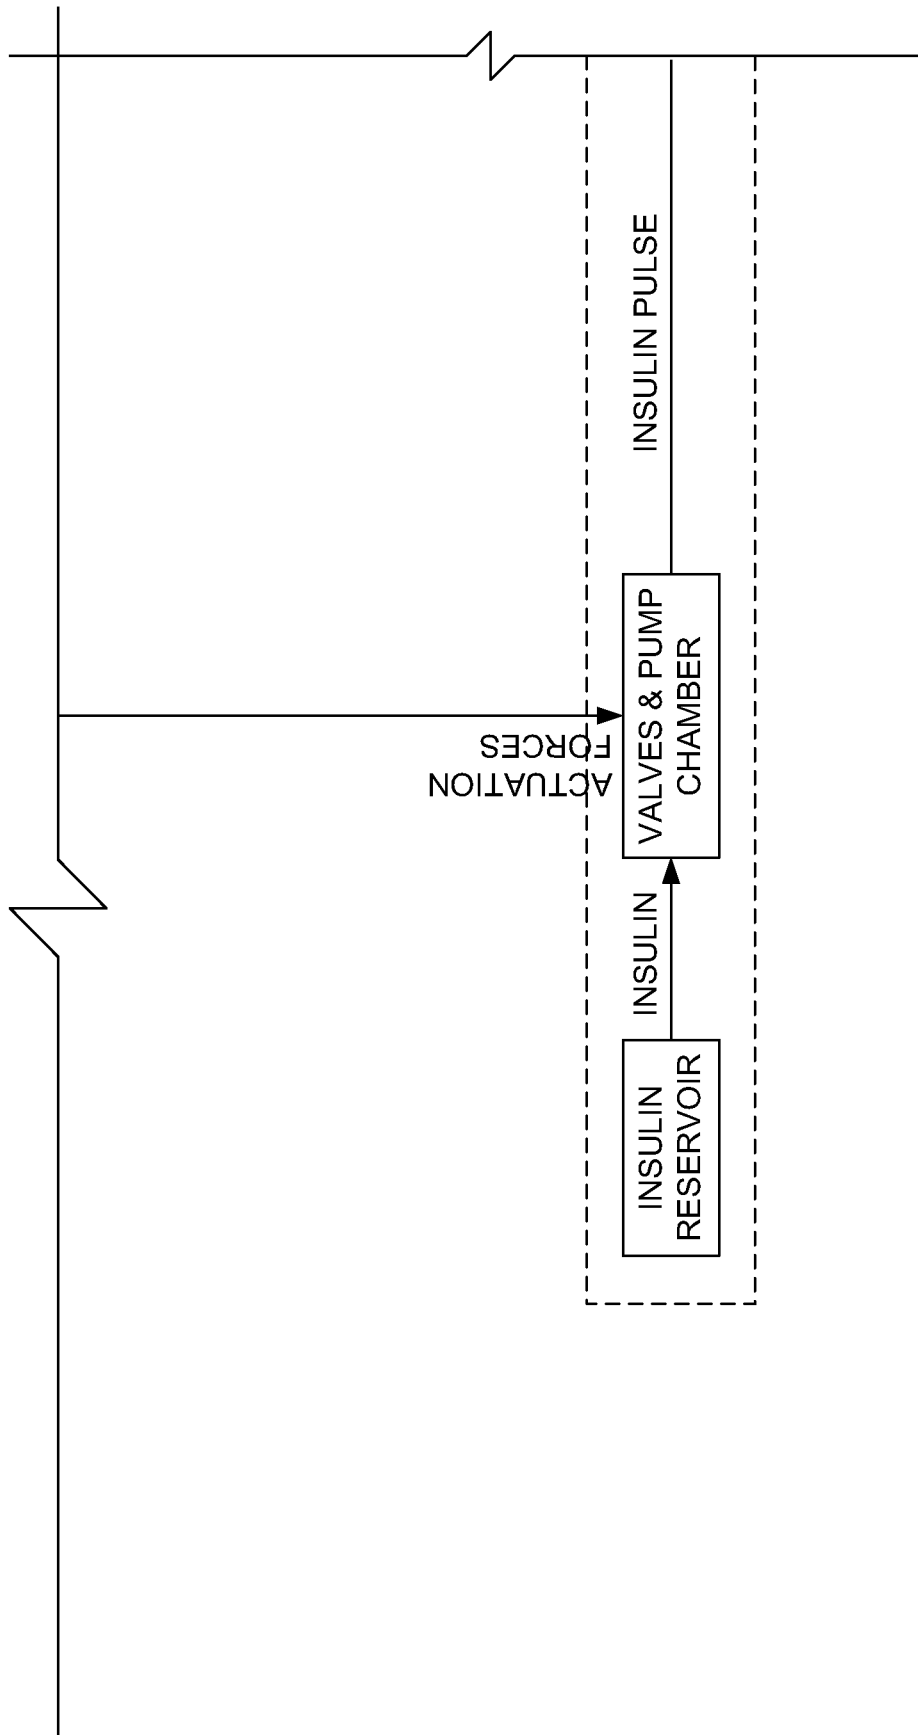 INSULIN
RESERVOIR
INSULIN
VALVES & PUMP
CHAMBER
ACTUATION
FORCES
INSULIN PULSE